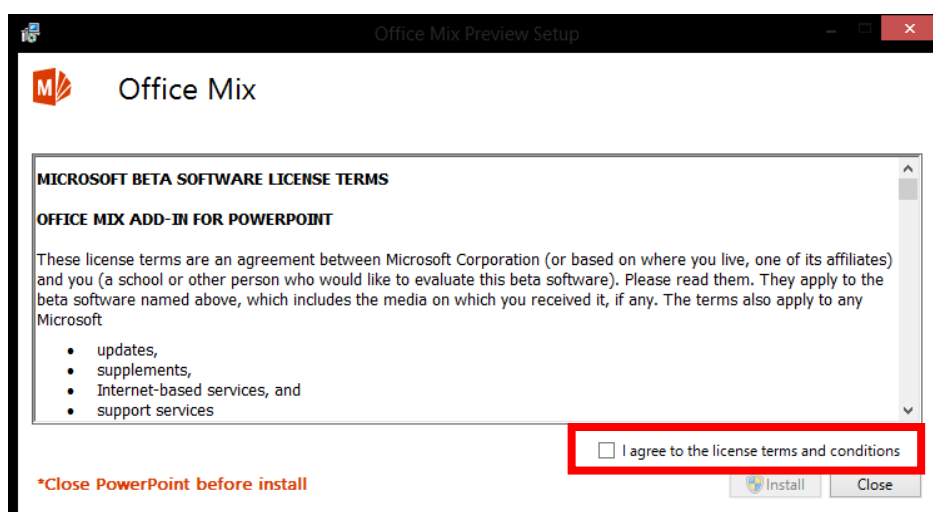 Office Mix Preview Setup
M
Office Mix
MICROSOFT BETA SOFTWARE LICENSE TERMS
OFFICE MIX ADD-IN FOR POWERPOINT
These license terms are an agreement between Microsoft Corporation (or based on where you live, one of its affiliates)
and you (a school or other person who would like to evaluate this beta software). Please read them. They apply to the
beta software named above, which includes the media on which you received it, if any. The terms also apply to any
Microsoft
• updates,
• supplements,
• Internet-based services, and
• support services
I agree to the license terms and conditions
*Close PowerPoint before install
Install Close